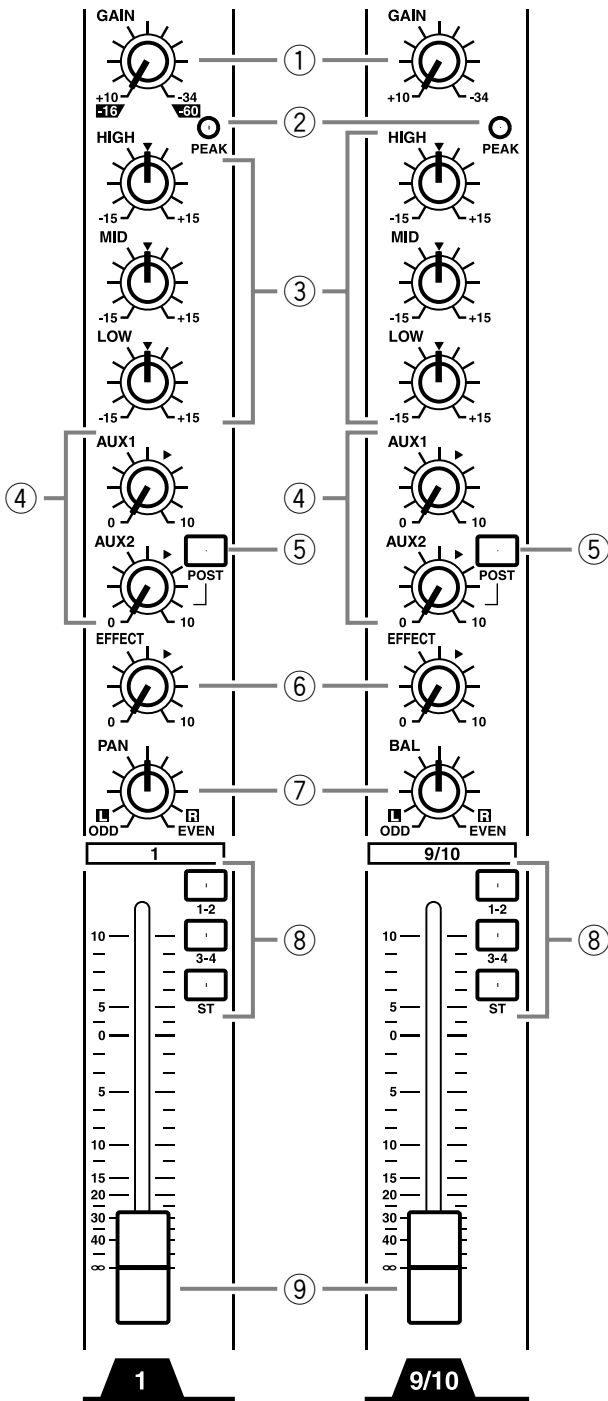 GAIN
+10 -34
-16 -60
①
GAIN
+10 -34
PEAK
②
PEAK
HIGH
-15 +15
MID
-15 +15
LOW
-15 +15
③
HIGH
-15 +15
MID
-15 +15
LOW
-15 +15
④
AUX1
0 10
AUX2
0 10
POST
⑤
④
AUX1
0 10
AUX2
0 10
POST
⑤
EFFECT
0 10
⑥
EFFECT
0 10
PAN
L R
ODD EVEN
⑦
BAL
L R
ODD EVEN
1
1-2
3-4
ST
⑧
9/10
1-2
3-4
ST
⑧
10
5
0
5
10
15
20
30
40
∞
⑨
10
5
0
5
10
15
20
30
40
∞
1
9/10